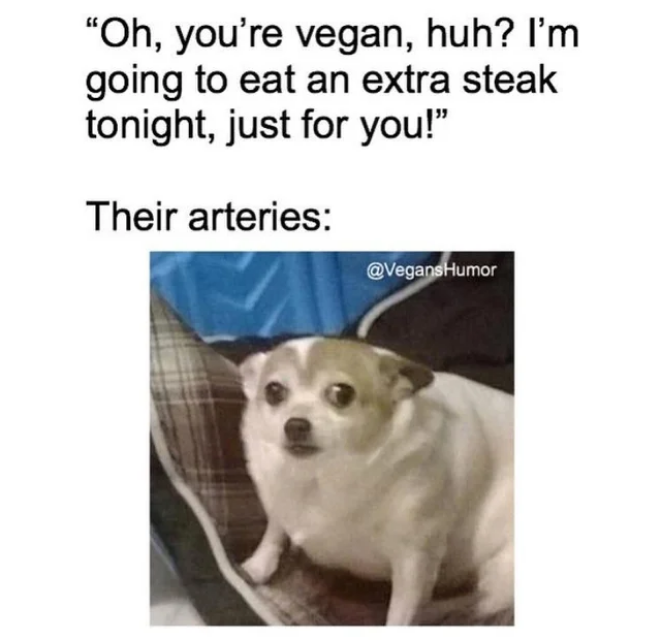 “Oh, you’re vegan, huh? I’m
going to eat an extra steak
tonight, just for you!”
Their arteries:
@VegansHumor